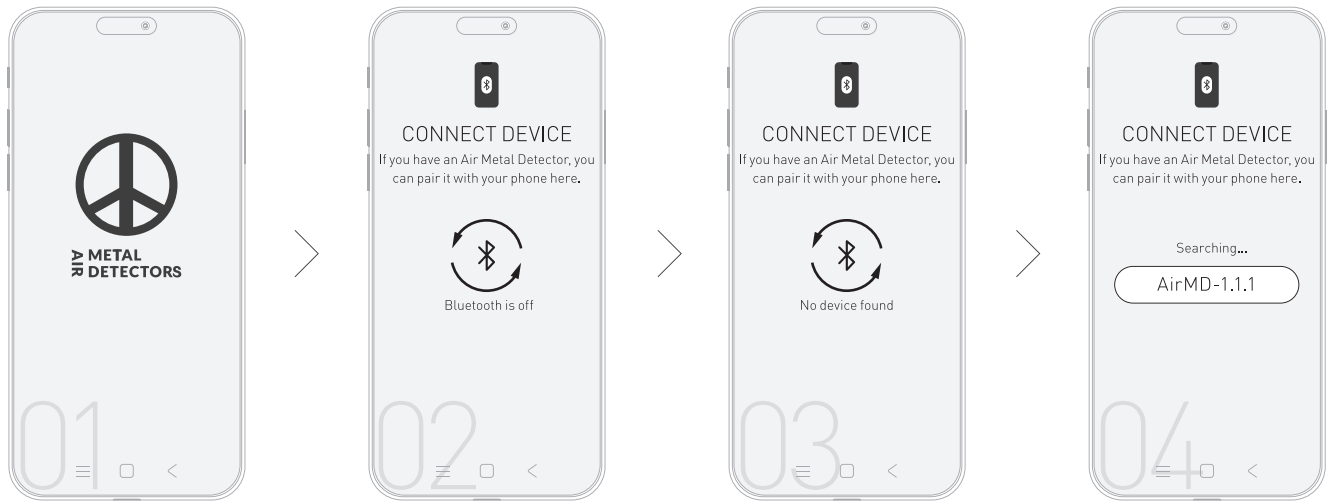 AIR
METAL
DETECTORS
01
CONNECT DEVICE
If you have an Air Metal Detector, you
can pair it with your phone here.
Bluetooth is off
02
CONNECT DEVICE
If you have an Air Metal Detector, you
can pair it with your phone here.
No device found
03
CONNECT DEVICE
If you have an Air Metal Detector, you
can pair it with your phone here.
Searching...
AirMD-1.1.1
04